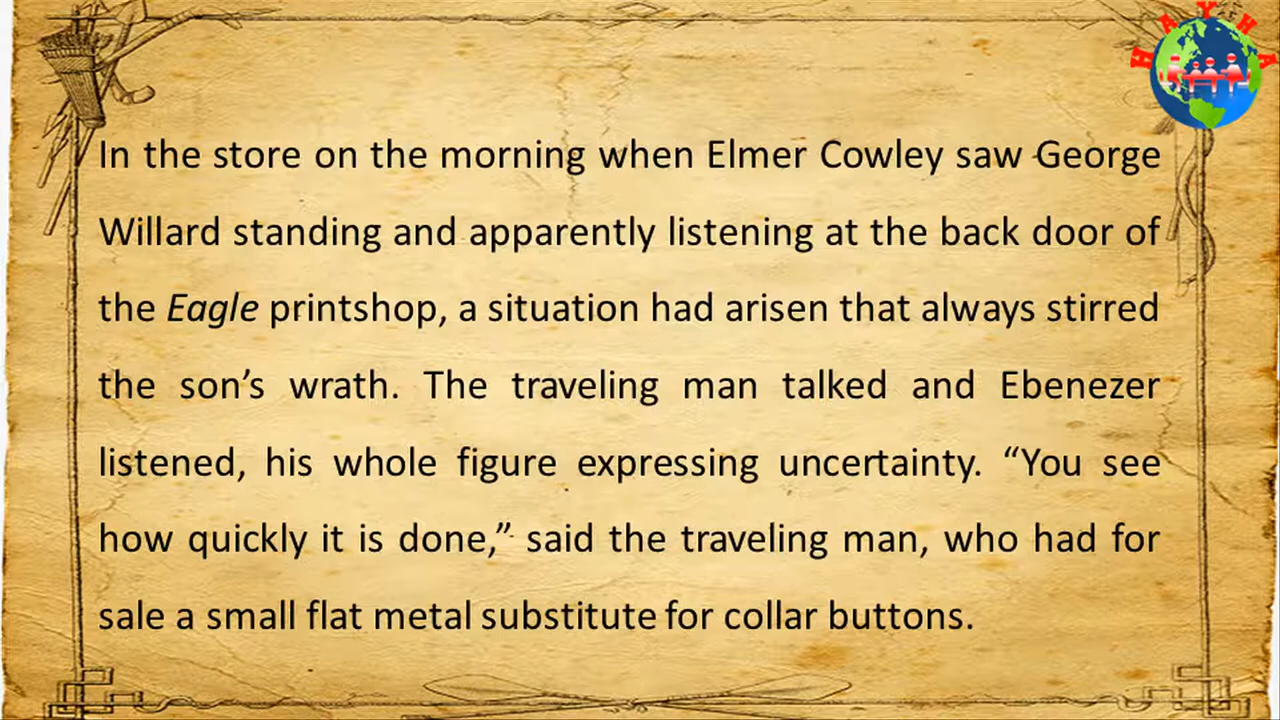 HAYHA
In the store on the morning when Elmer Cowley saw George
Willard standing and apparently listening at the back door of
the Eagle printshop, a situation had arisen that always stirred
the son’s wrath. The traveling man talked and Ebenezer
listened, his whole figure expressing uncertainty. “You see
how quickly it is done,” said the traveling man, who had for
sale a small flat metal substitute for collar buttons.